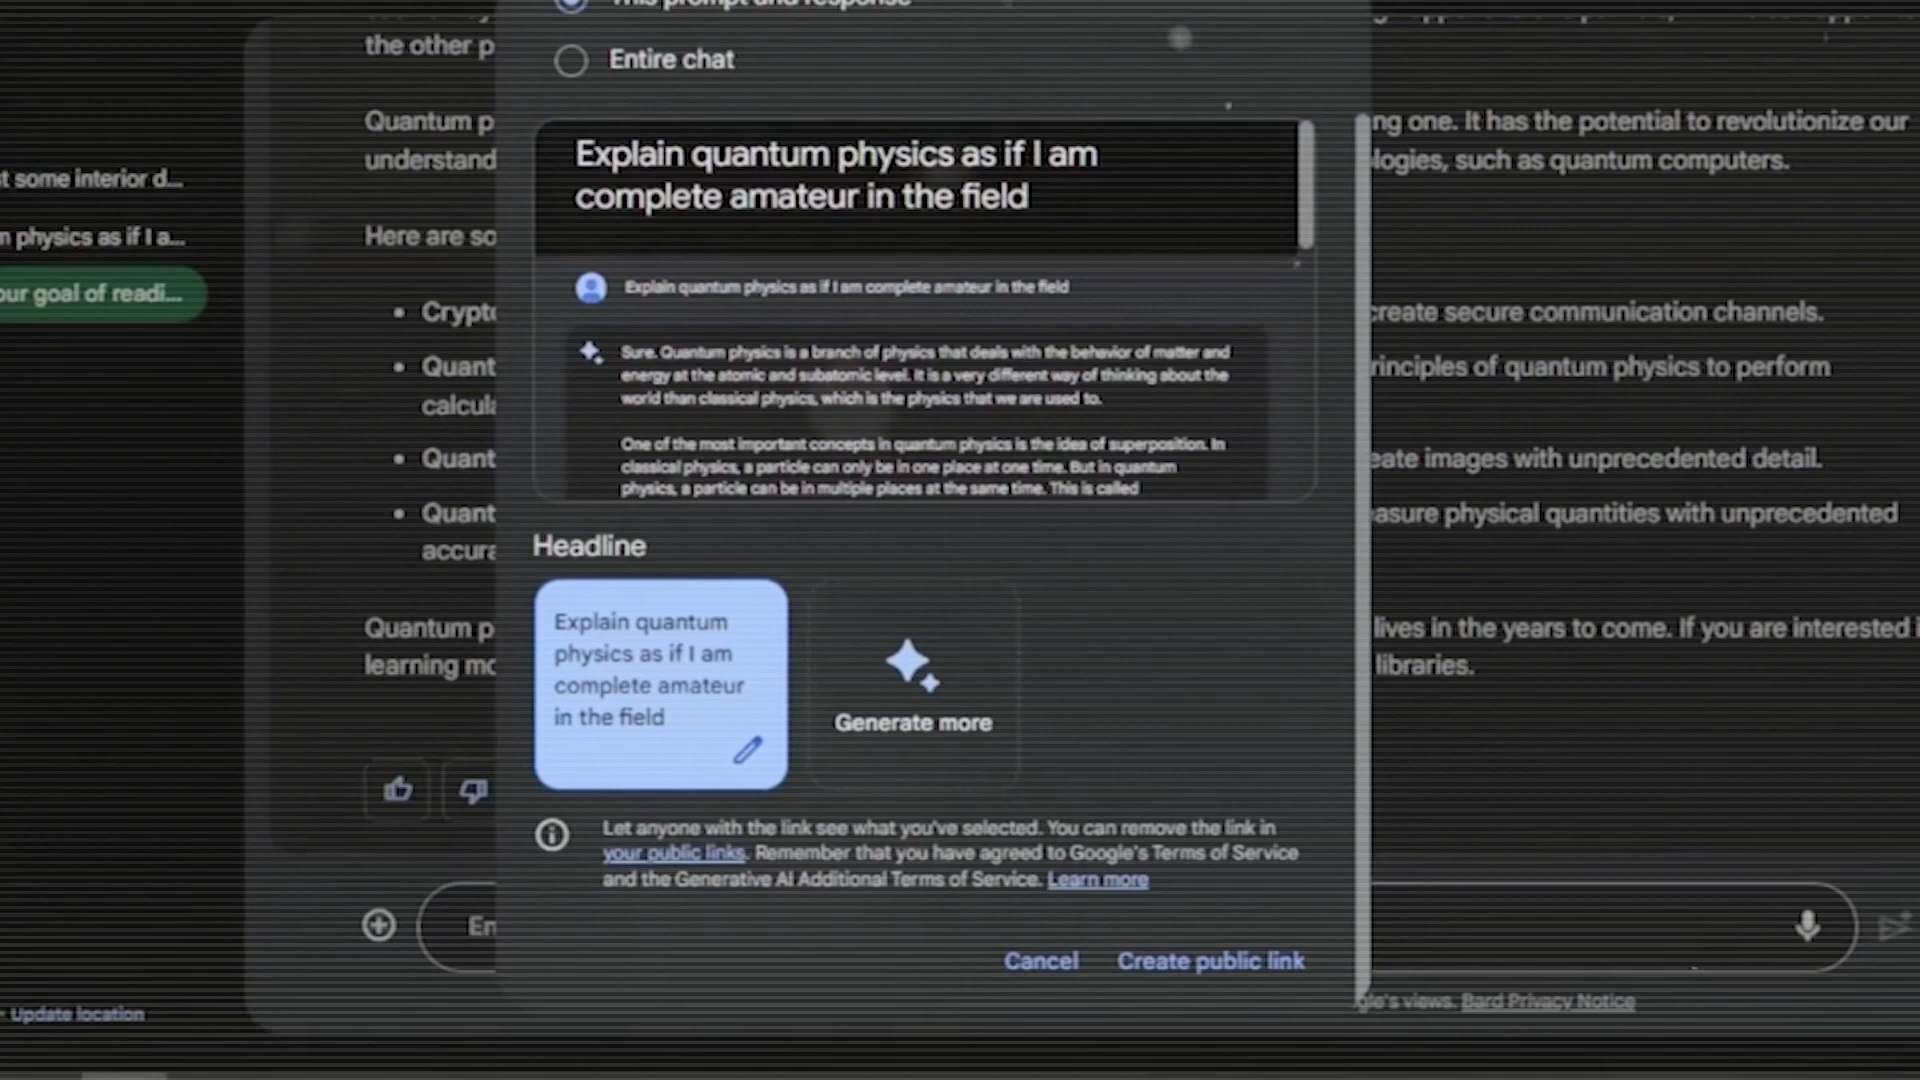 This prompt and response
Entire chat
the other p
Quantum p
understand
ng one. It has the potential to revolutionize our
logies, such as quantum computers.
t some interior d...
n physics as if I a...
our goal of readi...
Here are so
Crypto
create secure communication channels.
Quant
calcula
rinciples of quantum physics to perform
Quant
eate images with unprecedented detail.
Quant
accura
easure physical quantities with unprecedented
Quantum p
learning mo
lives in the years to come. If you are interested i
libraries.
Explain quantum physics as if I am
complete amateur in the field
Explain quantum physics as if I am complete amateur in the field
Sure. Quantum physics is a branch of physics that deals with the behavior of matter and
energy at the atomic and subatomic level. It is a very different way of thinking about the
world than classical physics, which is the physics that we are used to.
One of the most important concepts in quantum physics is the idea of superposition. In
classical physics, a particle can only be in one place at one time. But in quantum
physics, a particle can be in multiple places at the same time. This is called
Headline
Explain quantum
physics as if I am
complete amateur
in the field
Generate more
Let anyone with the link see what you've selected. You can remove the link in
your public links. Remember that you have agreed to Google's Terms of Service
and the Generative AI Additional Terms of Service. Learn more
En
Cancel
Create public link
gle's views. Bard Privacy Notice
Update location